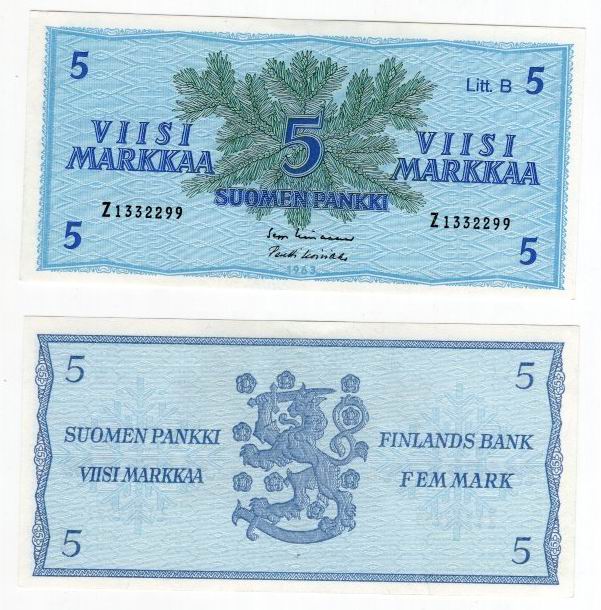 5
Litt. B 5
VIISI
MARKKAA
5
VIISI
MARKKAA
SUOMEN PANKKI
Z1332299
Z1332299
5
5
1963
5
5
SUOMEN PANKKI
VIISI MARKKAA
FINLANDS BANK
FEM MARK
5
5